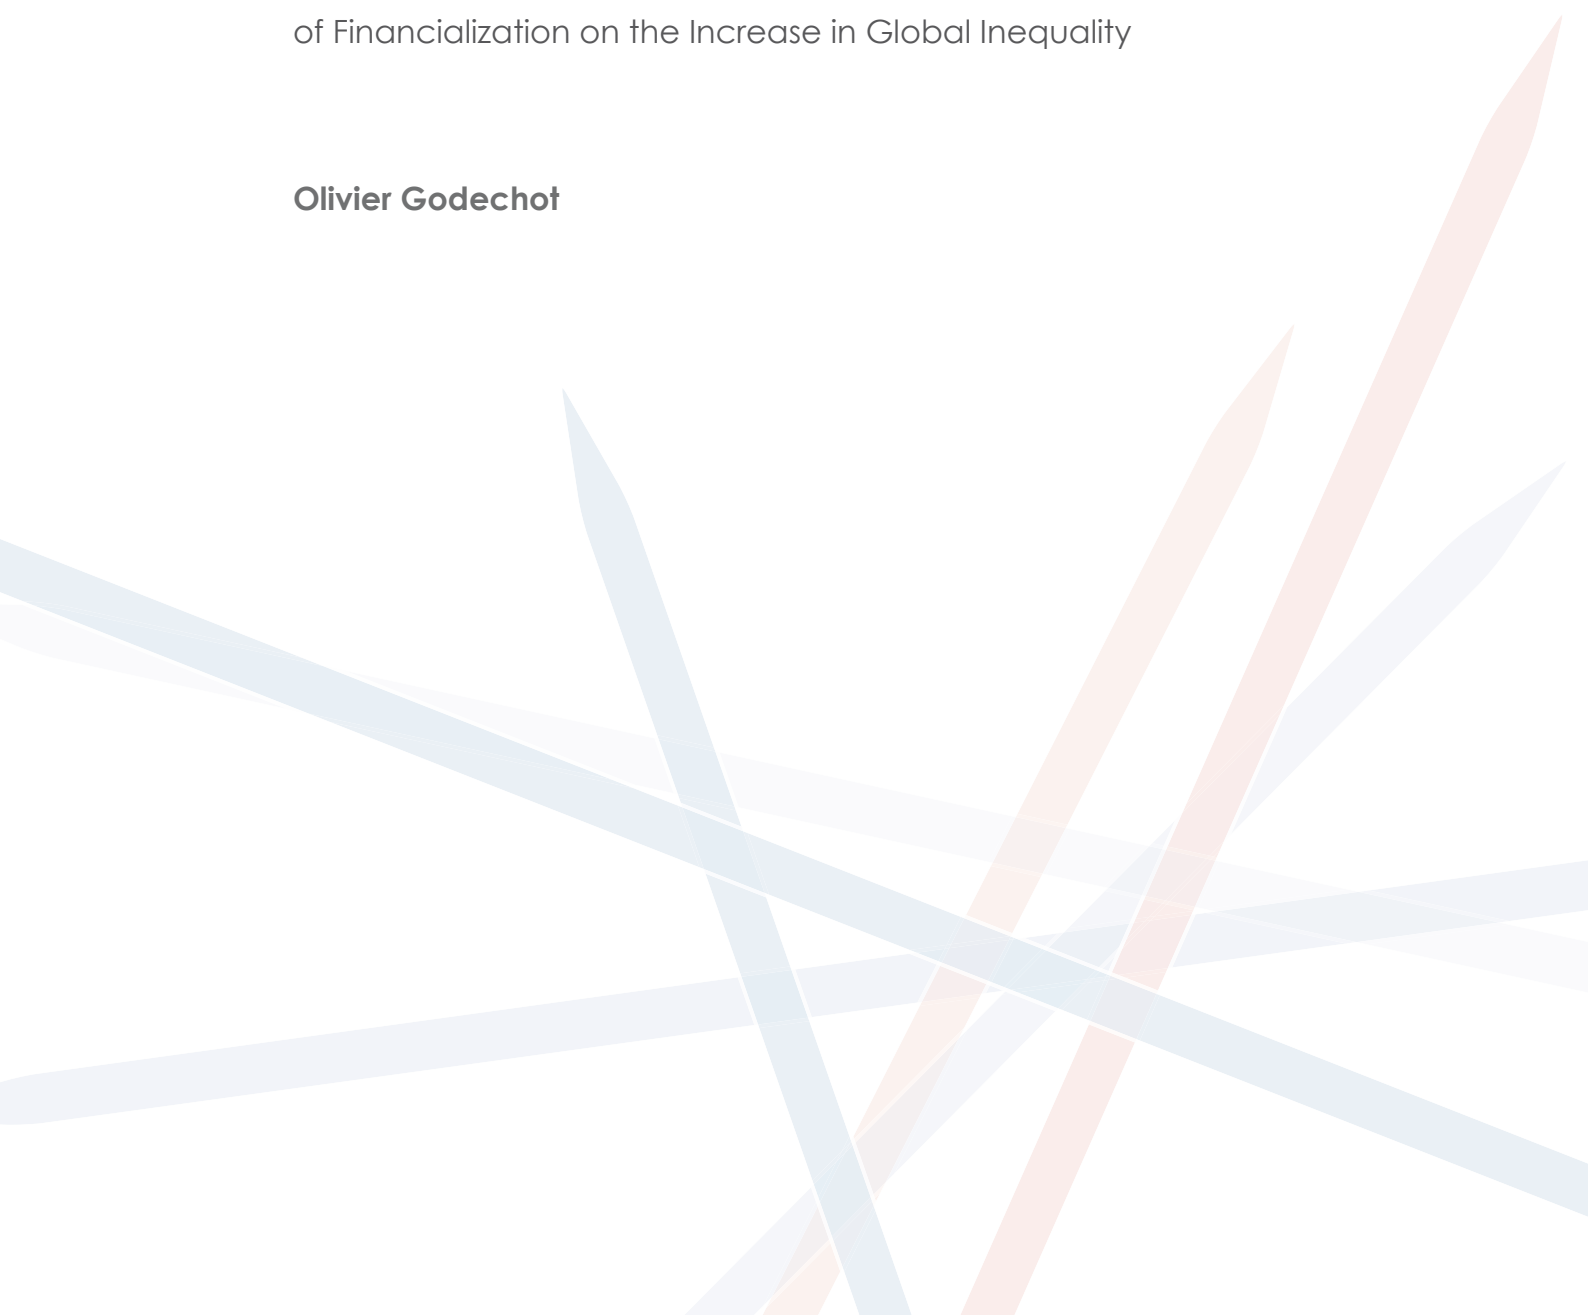 of Financialization on the Increase in Global Inequality
Olivier Godechot